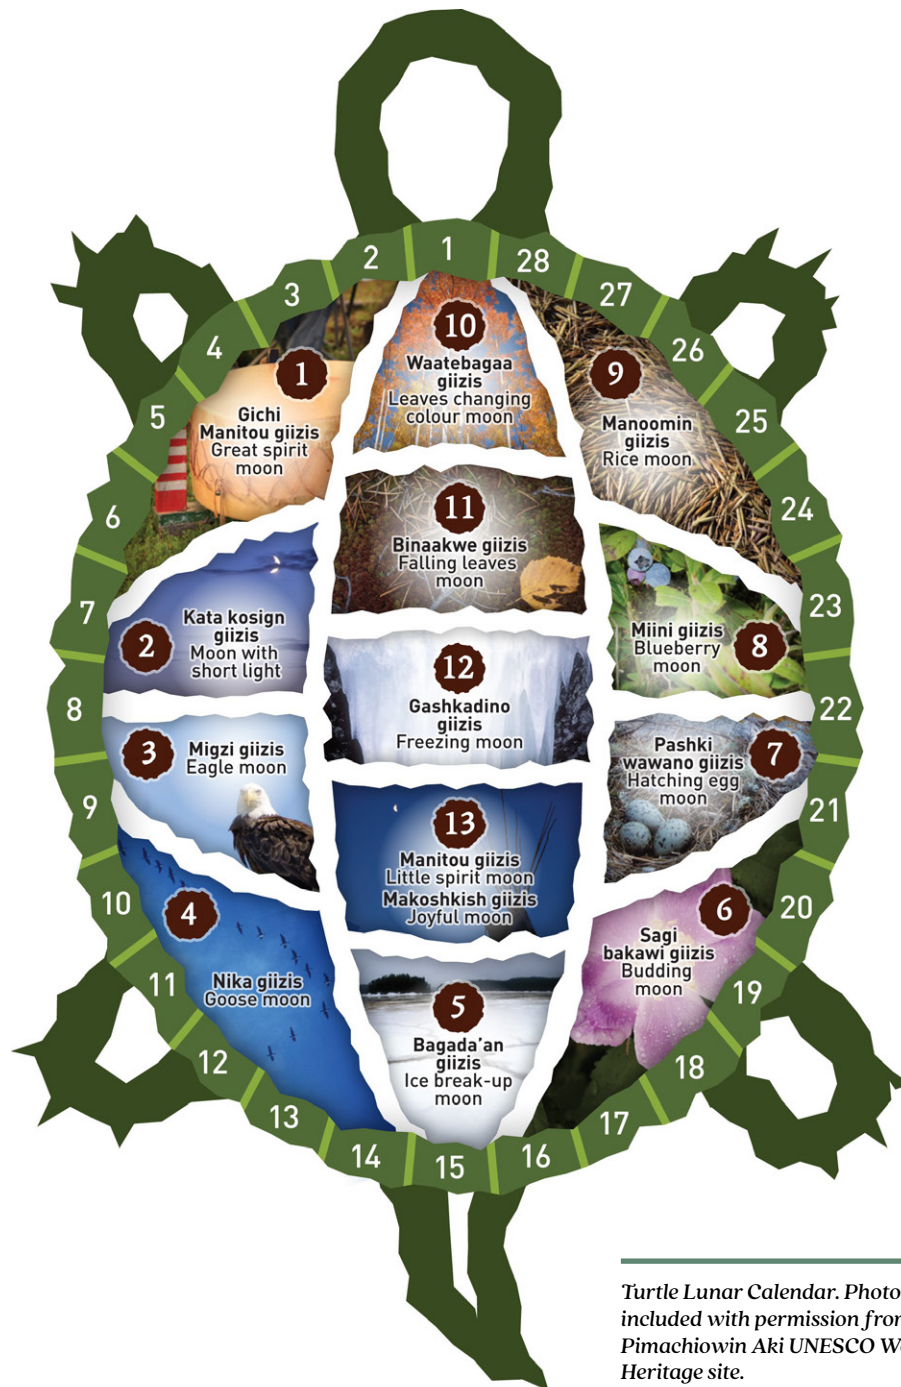 1
2
3
4
5
6
7
8
9
10
11
12
13
14
15
16
17
18
19
20
21
22
23
24
25
26
27
28
1
Gichi
Manitou giizis
Great spirit
moon
2
Kata kosign
giizis
Moon with
short light
3
Migzi giizis
Eagle moon
4
Nika giizis
Goose moon
5
Bagada'an
giizis
Ice break-up
moon
6
Sagi
bakawi giizis
Budding
moon
7
Pashki
wawano giizis
Hatching egg
moon
8
Miini giizis
Blueberry
moon
9
Manoomin
giizis
Rice moon
10
Waatebagaa
giizis
Leaves changing
colour moon
11
Binaakwe giizis
Falling leaves
moon
12
Gashkadino
giizis
Freezing moon
13
Manitou giizis
Little spirit moon
Makoshkish giizis
Joyful moon
Turtle Lunar Calendar. Photo
included with permission from
Pimachiowin Aki UNESCO
Heritage site.